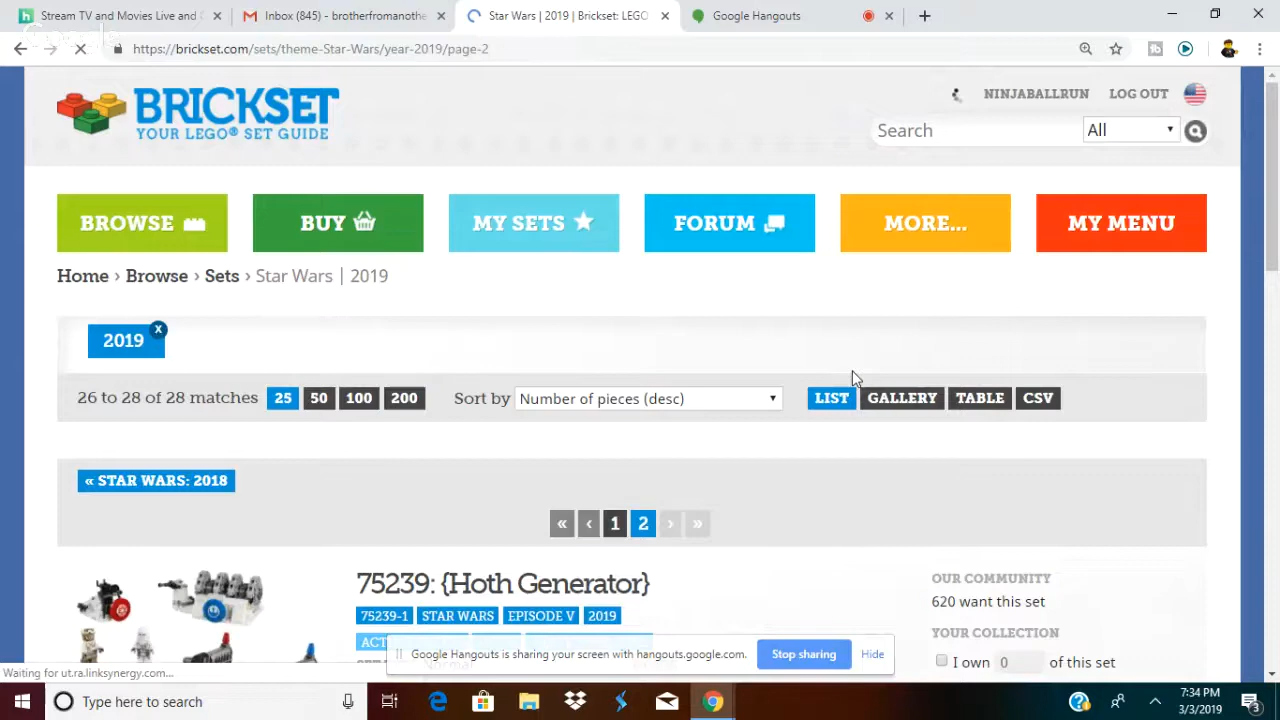 Stream TV and Movies Live and
Inbox (845) - brotherfromanothe
Star Wars | 2019 | Brickset: LEGO
Google Hangouts
https://brickset.com/sets/theme-Star-Wars/year-2019/page-2
BRICKSET
YOUR LEGO® SET GUIDE
NINJABALLRUN
LOG OUT
Search
All
BROWSE
BUY
MY SETS
FORUM
MORE...
MY MENU
Home › Browse › Sets › Star Wars | 2019
2019 x
26 to 28 of 28 matches 25 50 100 200 Sort by Number of pieces (desc) LIST GALLERY TABLE CSV
« STAR WARS: 2018
« ‹ 1 2 › »
75239: {Hoth Generator}
75239-1 STAR WARS EPISODE V 2019
OUR COMMUNITY
620 want this set
YOUR COLLECTION
I own 0 of this set
Google Hangouts is sharing your screen with hangouts.google.com.
Stop sharing
Hide
Waiting for ut.ra.linksynergy.com...
Type here to search
7:34 PM
3/3/2019
3